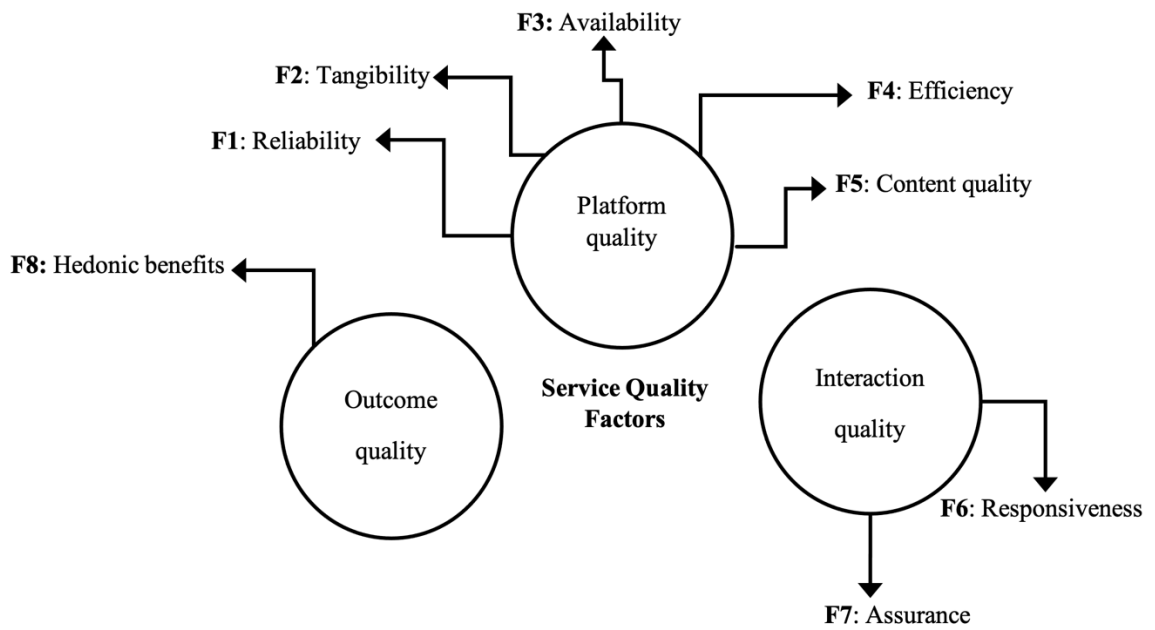 F3: Availability
F2: Tangibility
F4: Efficiency
F1: Reliability
F5: Content quality
Platform
quality
F8: Hedonic benefits
Outcome
quality
Service Quality
Factors
Interaction
quality
F6: Responsiveness
F7: Assurance